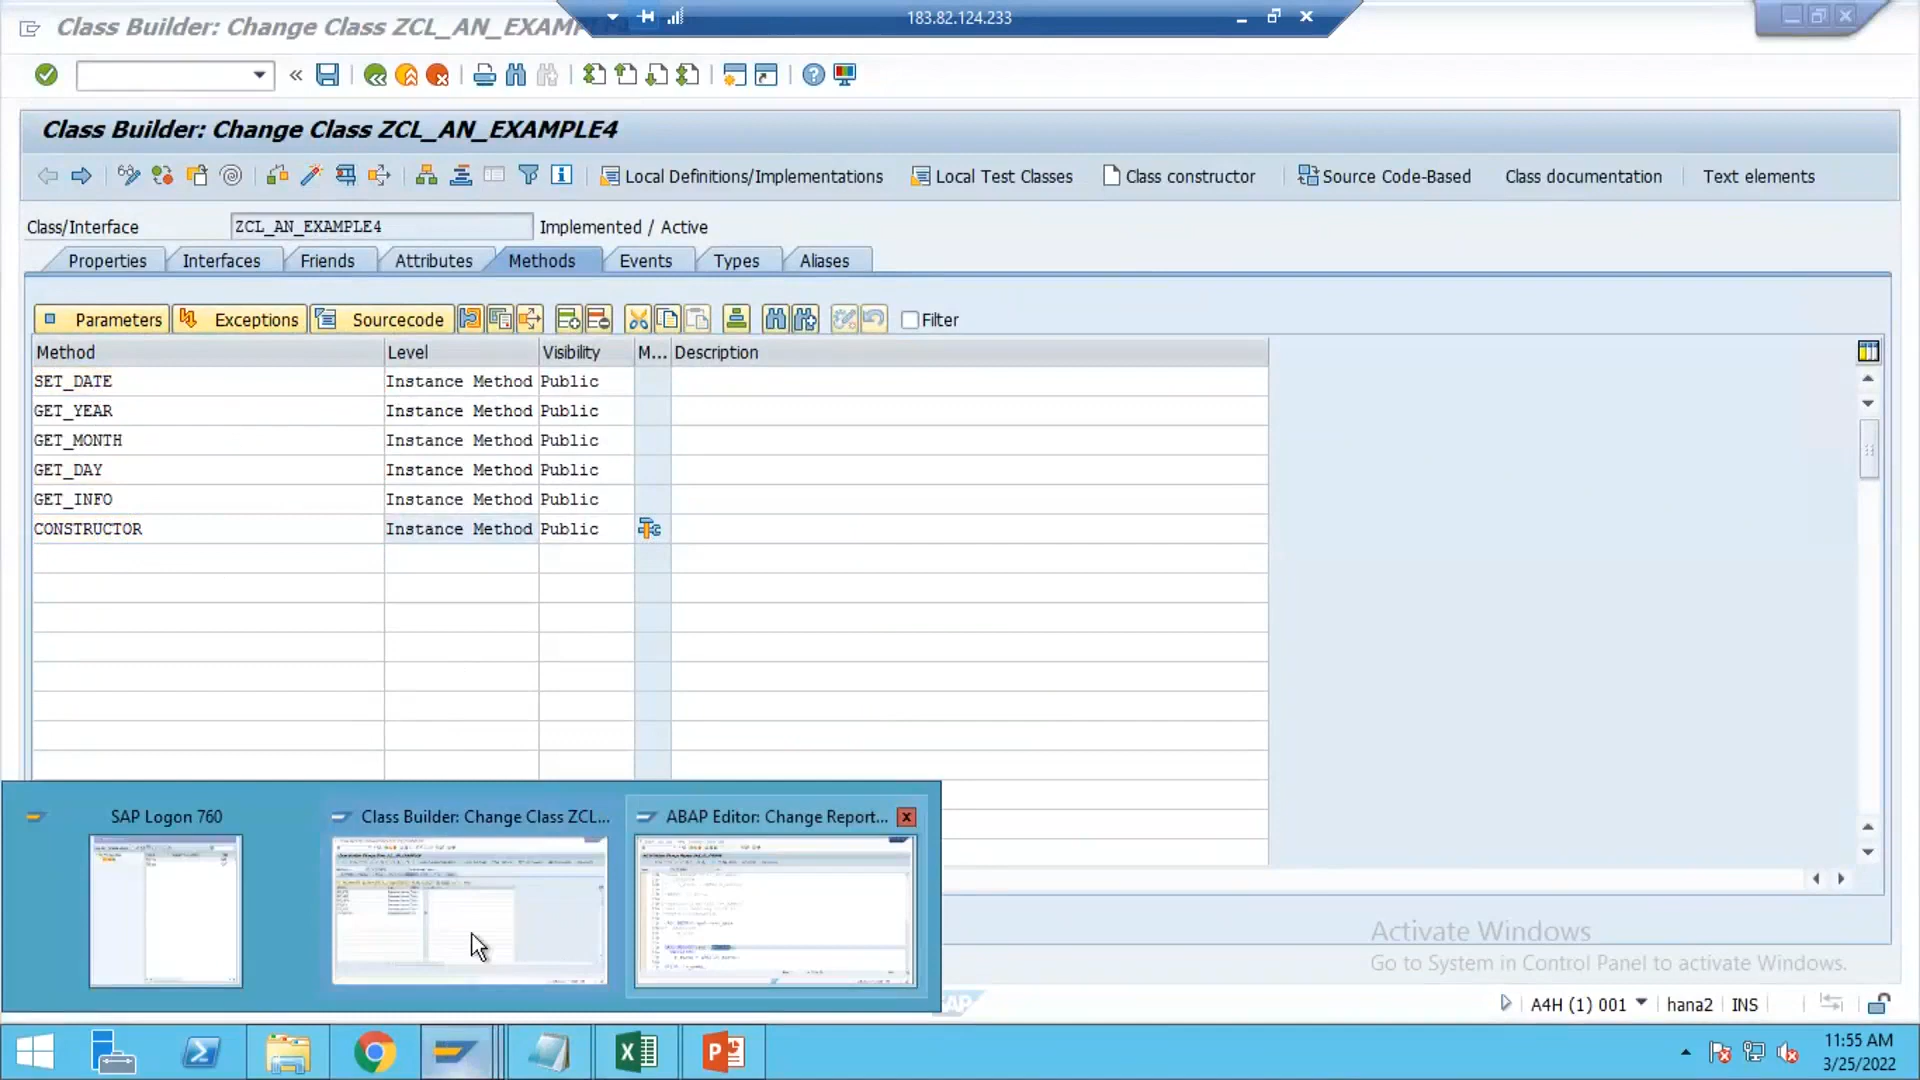 Class Builder: Change Class ZCL_AN_EXAMP
183.82.124.233
Class Builder: Change Class ZCL_AN_EXAMPLE4
Local Definitions/Implementations
Local Test Classes
Class constructor
Source Code-Based
Class documentation
Text elements
Class/Interface
ZCL_AN_EXAMPLE4
Implemented / Active
Properties
Interfaces
Friends
Attributes
Methods
Events
Types
Aliases
Parameters
Exceptions
Sourcecode
Filter
Method Level Visibility M... Description
SET_DATE Instance Method Public
GET_YEAR Instance Method Public
GET_MONTH Instance Method Public
GET_DAY Instance Method Public
GET_INFO Instance Method Public
CONSTRUCTOR Instance Method Public
SAP Logon 760
Class Builder: Change Class ZCL...
ABAP Editor: Change Report...
Activate Windows
Go to System in Control Panel to activate Windows.
A4H (1) 001
hana2
INS
11:55 AM
3/25/2022